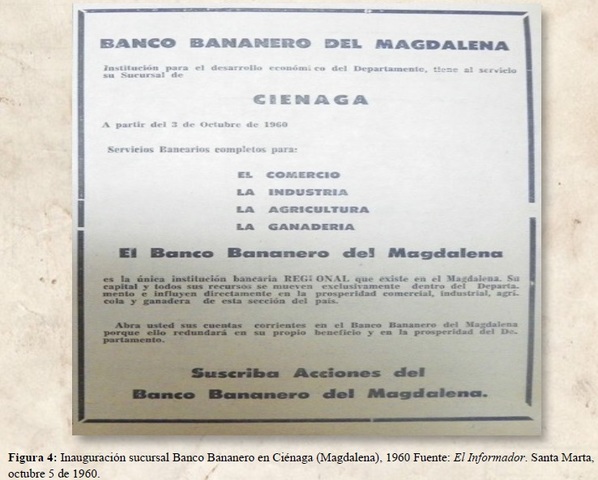 BANCO BANANERO DEL MAGDALENA
Institución para el desarrollo económico del Departamente, tiene al servicio
su Sucursal de
CIENAGA
A partir del 3 de Octubre de 1960
Servicios Bancarios completos para:
EL COMERCIO
LA INDUSTRIA
LA AGRICULTURA
LA GANADERIA
El Banco Bananero del Magdalena
es la única institución bancaria REGIONAL que existe en el Magdalena. Su
capital y todos sus recursos se mueven exclusivamente dentro del Departa.
mento e influyen directamente en la prosperidad comercial, industrial, agrí.
cola y ganadera de esta sección del país.
Abra usted sus cuentas corrientes en el Banco Bananero del Magdalena
porque ello redundará en su propio beneficio y en la prosperidad del De.
partamento.
Suscriba Acciones del
Banco Bananero del Magdalena.
Figura 4: Inauguración sucursal Banco Bananero en Ciénaga (Magdalena), 1960 Fuente: El Informador. Santa Marta,
octubre 5 de 1960.